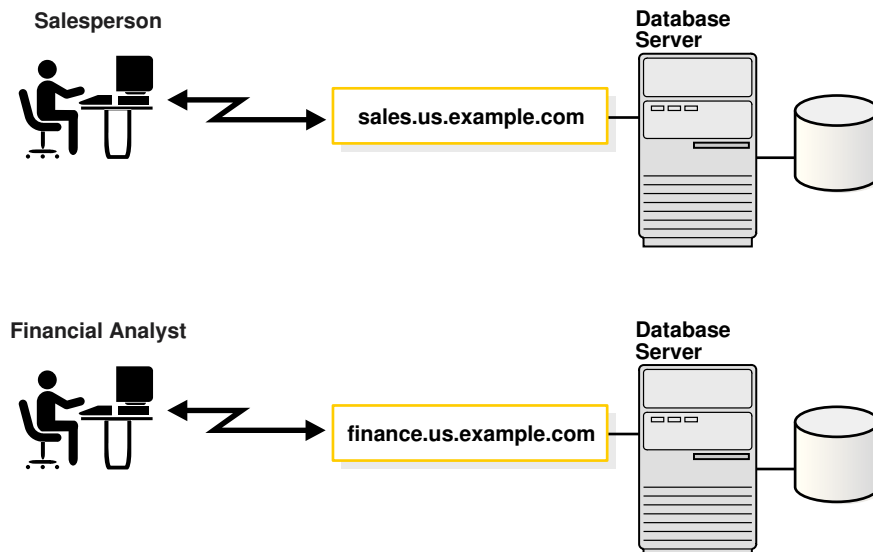 Salesperson
Database
Server
sales.us.example.com
Financial Analyst
Database
Server
finance.us.example.com